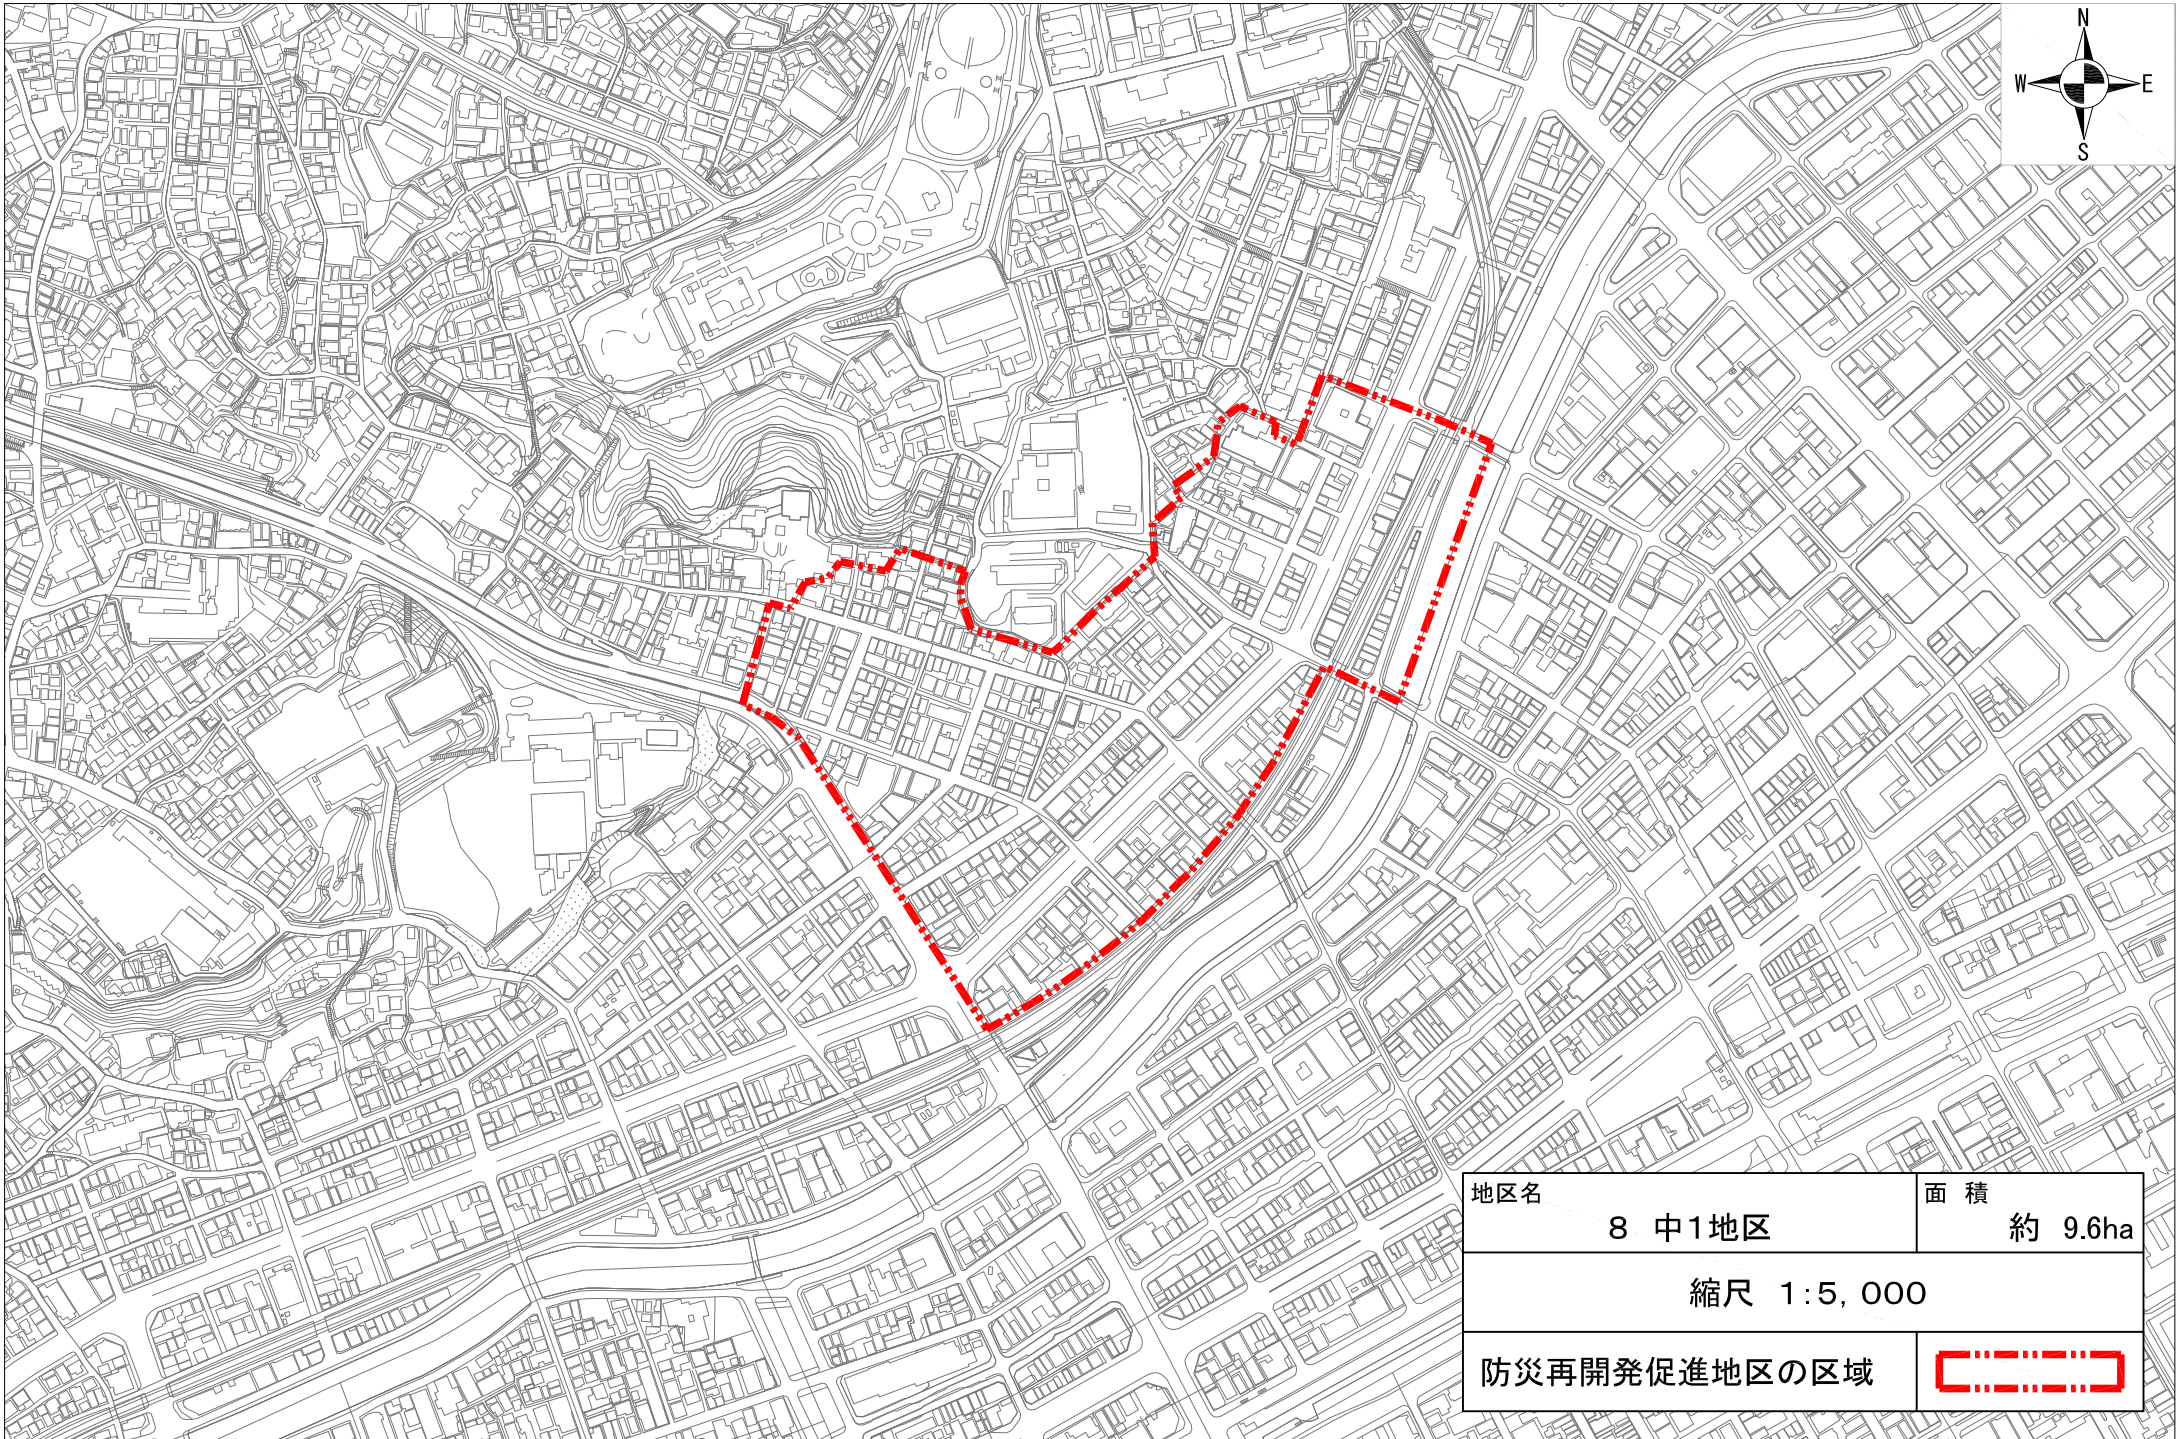 N
W E
S
地区名
8 中1地区
面 積
約 9.6ha
縮尺 1:5,000
防災再開発促進地区の区域